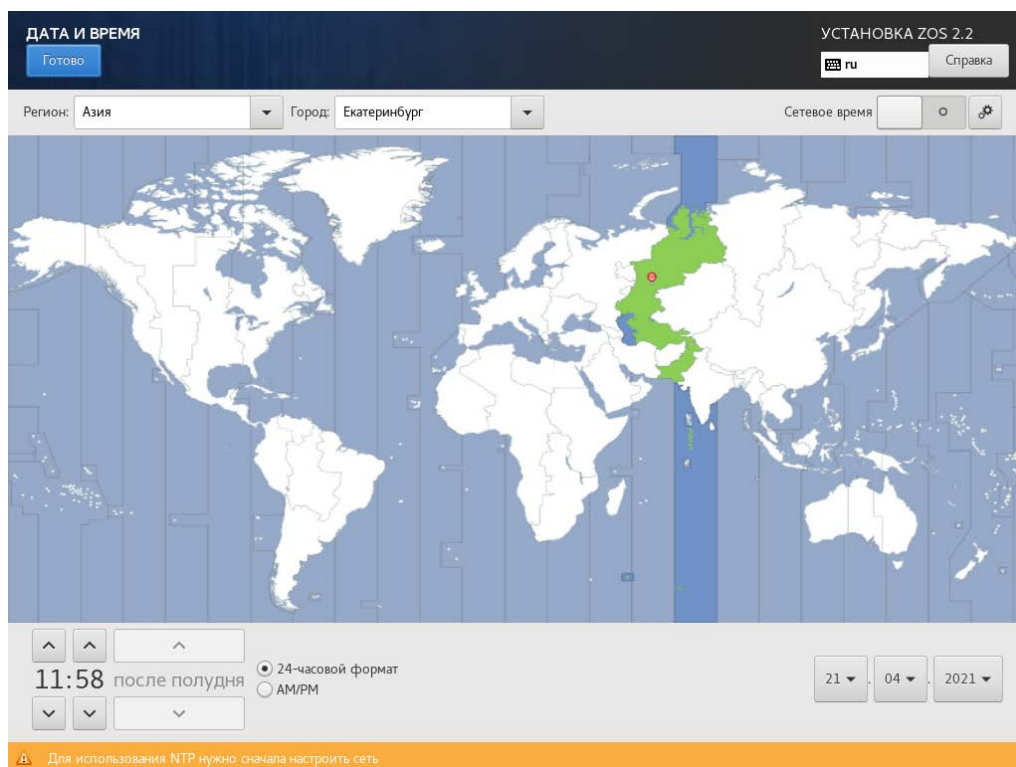 ДАТА И ВРЕМЯ
УСТАНОВКА ZOS 2.2
Готово
ru
Справка
Регион: Азия Город: Екатеринбург Сетевое время
11:58 после полудня
24-часовой формат
AM/PM
21 . 04 . 2021
Для использования NTP нужно сначала настроить сеть